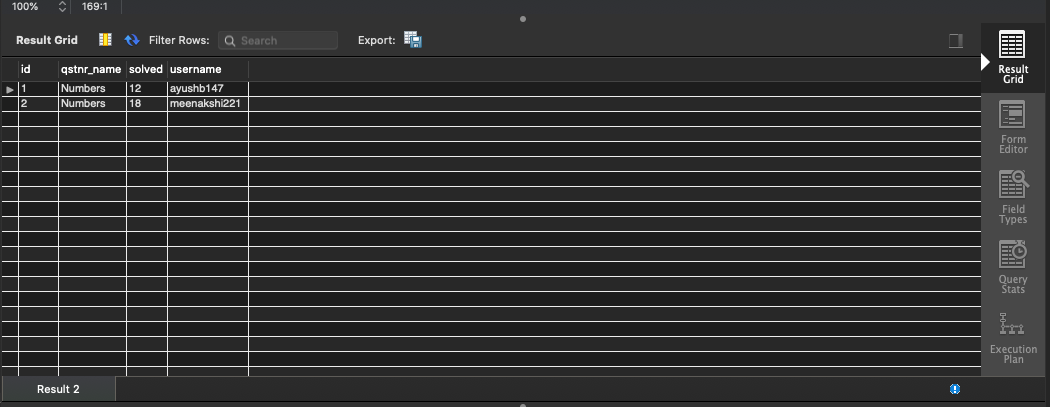 100% 169:1
Result Grid Filter Rows: Search Export:
id qstnr_name solved username
1 Numbers 12 ayushb147
2 Numbers 18 meenakshi221
Result
Grid
Form
Editor
Field
Types
Query
Stats
Execution
Plan
Result 2